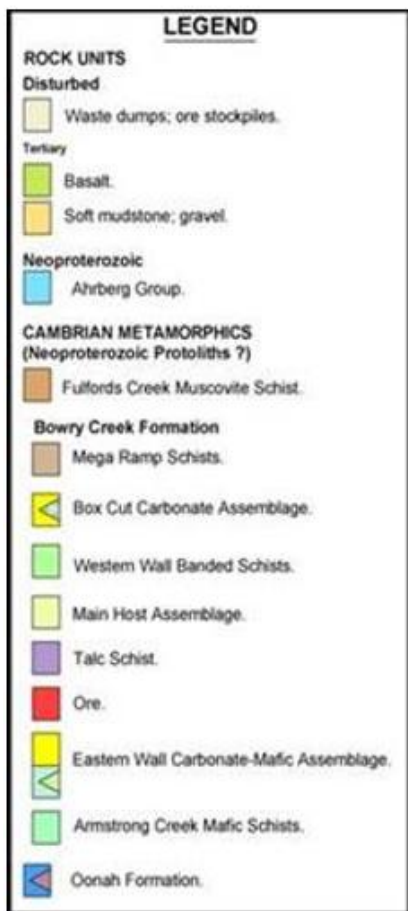 LEGEND
ROCK UNITS
Disturbed
Waste dumps; ore stockpiles.
Tertiary
Basalt.
Soft mudstone; gravel.
Neoproterozoic
Ahrberg Group.
CAMBRIAN METAMORPHICS
(Neoproterozoic Protoliths ?)
Fulfords Creek Muscovite Schist.
Bowry Creek Formation
Mega Ramp Schists.
Box Cut Carbonate Assemblage.
Western Wall Banded Schists.
Main Host Assemblage.
Talc Schist.
Ore.
Eastern Wall Carbonate-Mafic Assemblage.
Armstrong Creek Mafic Schists.
Oonah Formation.